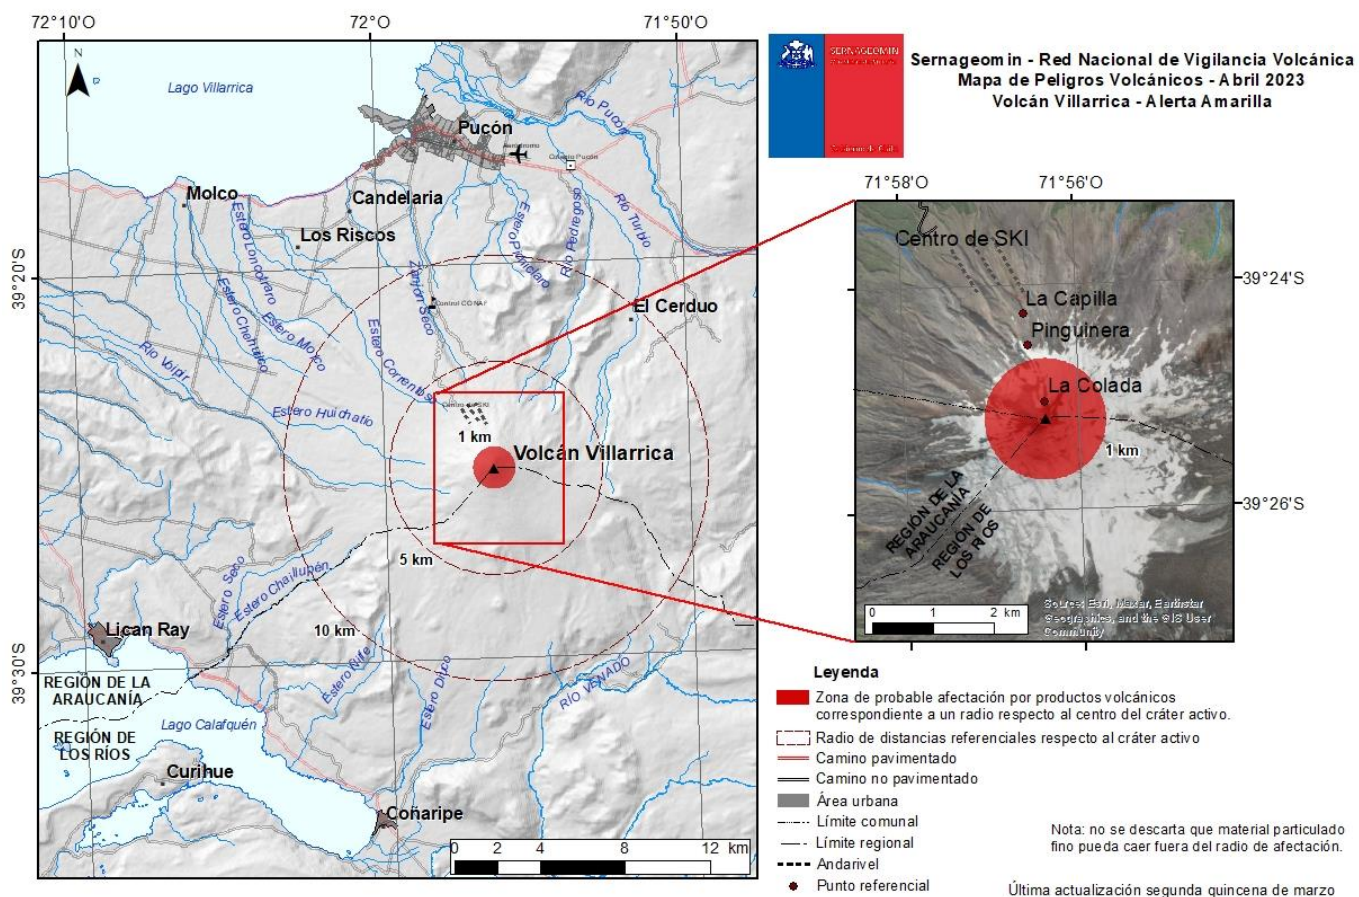 72°10'O
72°O
71°50'O
Sernageomin - Red Nacional de Vigilancia Volcánica
Mapa de Peligros Volcánicos - Abril 2023
Volcán Villarrica - Alerta Amarilla
SERNAGEOMIN
N
Lago Villarrica
Río Pucón
Pucón
Aeródromo
Molco
Candelaria
Los Riscos
Estero Loncotraro
Estero Chehuilco
Estero Molco
Río Voipir
Estero Correntoso
Estero Huichatío
Zanjón Seco
Control CONAF
Río Pedregoso
Río Turbio
El Cerduo
39°20'S
Centro de SKI
1 km
Volcán Villarrica
5 km
10 km
Estero Seco
Estero Chaillupén
Lican Ray
39°30'S
REGIÓN DE LA
ARAUCANÍA
REGIÓN DE
LOS RÍOS
Lago Calafquén
Estero Ñilfe
RÍO VENADO
Curihue
Coñaripe
0 2 4 8 12 km
71°58'O
71°56'O
Centro de SKI
La Capilla
Pinguinera
La Colada
1 km
39°24'S
39°26'S
REGIÓN DE LA
ARAUCANÍA
REGIÓN DE
LOS RÍOS
0 1 2 km
Source: Esri, Maxar, Earthstar
Geographics, and the GIS User
Community
Leyenda
Zona de probable afectación por productos volcánicos
correspondiente a un radio respecto al centro del cráter activo.
Radio de distancias referenciales respecto al cráter activo
Camino pavimentado
Camino no pavimentado
Área urbana
Límite comunal
Límite regional
Andarivel
Punto referencial
Nota: no se descarta que material particulado
fino pueda caer fuera del radio de afectación.
Última actualización segunda quincena de marzo